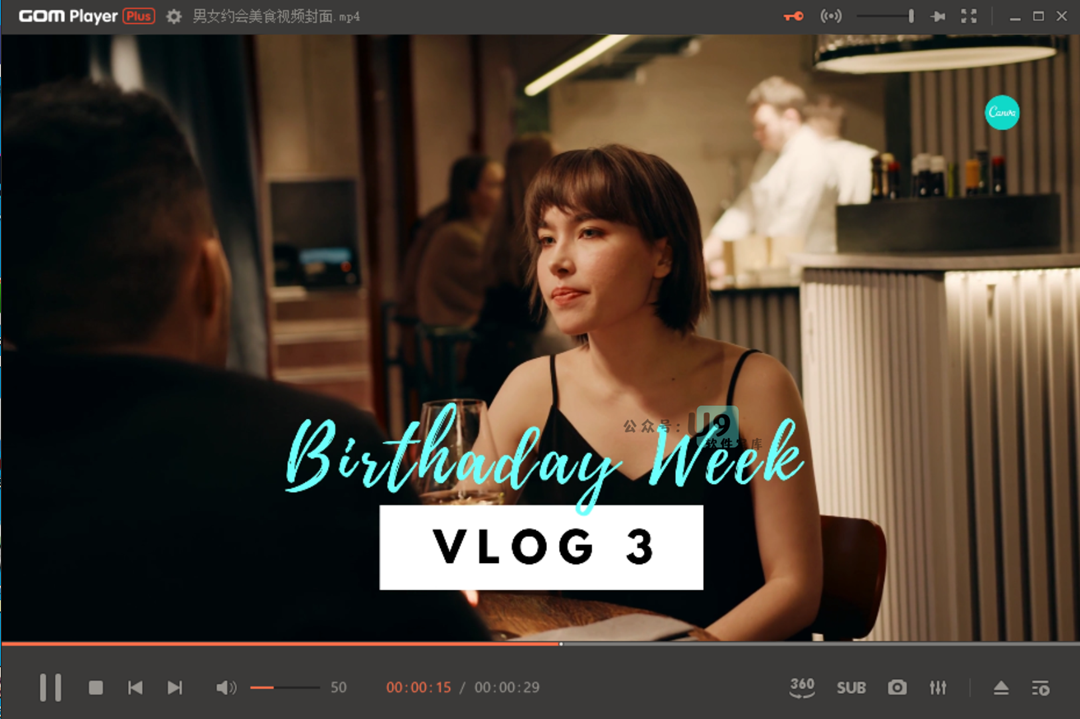 GOM Player Plus 男女约会美食视频封面.mp4
Canva
公众号: U9
软件宝库
Birthaday Week
VLOG 3
50 00:00:15 / 00:00:29 360 SUB